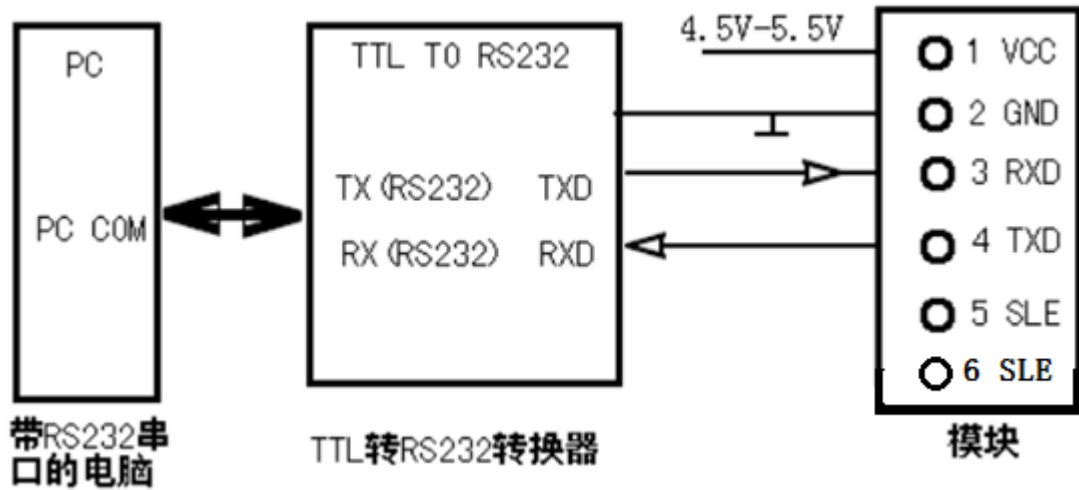 PC
PC COM
带RS232串
口的电脑
TTL TO RS232
TX(RS232) TXD
RX(RS232) RXD
TTL转RS232转换器
4.5V-5.5V
1 VCC
2 GND
3 RXD
4 TXD
5 SLE
6 SLE
模块